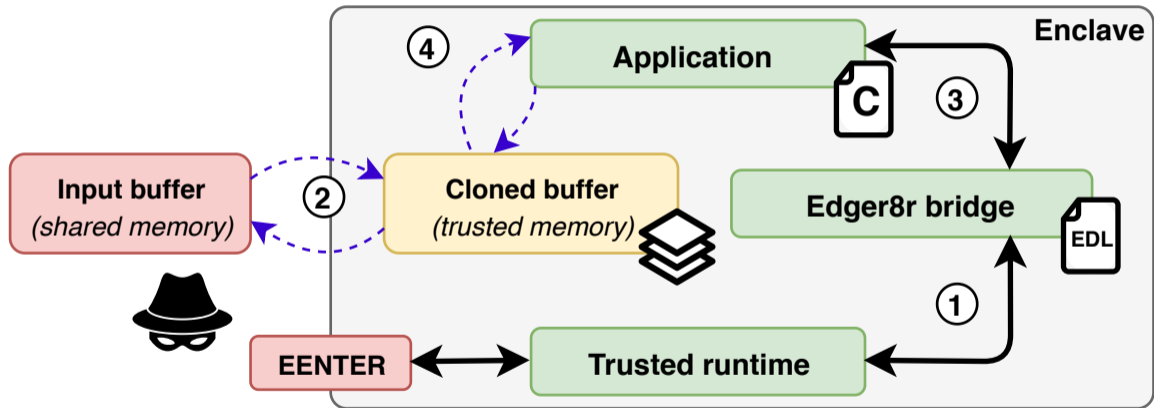 Enclave
④
Application
C
③
Input buffer
(shared memory)
②
Cloned buffer
(trusted memory)
Edger8r bridge
EDL
①
EENTER
Trusted runtime